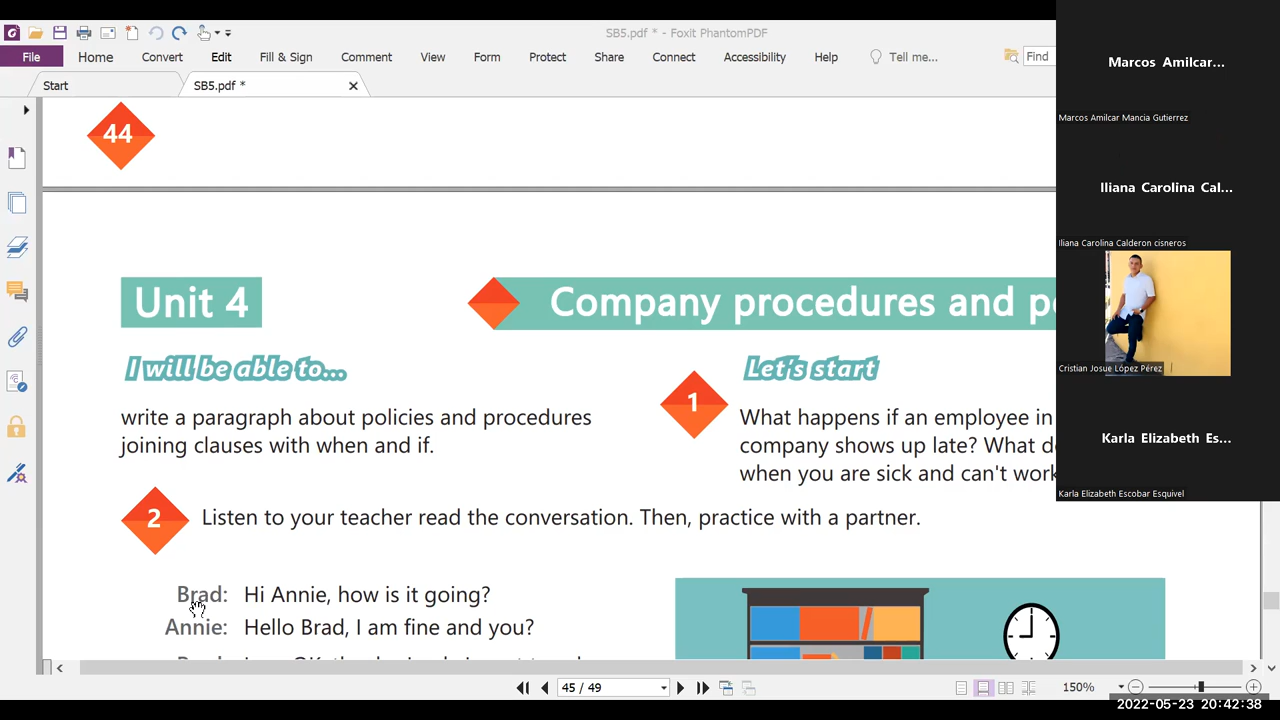 SB5.pdf * - Foxit PhantomPDF
File Home Convert Edit Fill & Sign Comment View Form Protect Share Connect Accessibility Help Tell me... Find
Start SB5.pdf *
44
Unit 4
Company procedures and
I will be able to...
write a paragraph about policies and procedures
joining clauses with when and if.
Let's start
1
What happens if an employee in
company shows up late? What
when you are sick and can't work
2
Listen to your teacher read the conversation. Then, practice with a partner.
Brad: Hi Annie, how is it going?
Annie: Hello Brad, I am fine and you?
45 / 49
150%
Marcos Amilcar...
Marcos Amilcar Mancia Gutierrez
Iliana Carolina Cal...
Iliana Carolina Calderon cisneros
Cristian Josue López Pérez
Karla Elizabeth Es...
Karla Elizabeth Escobar Esquivel
2022-05-23 20:42:38